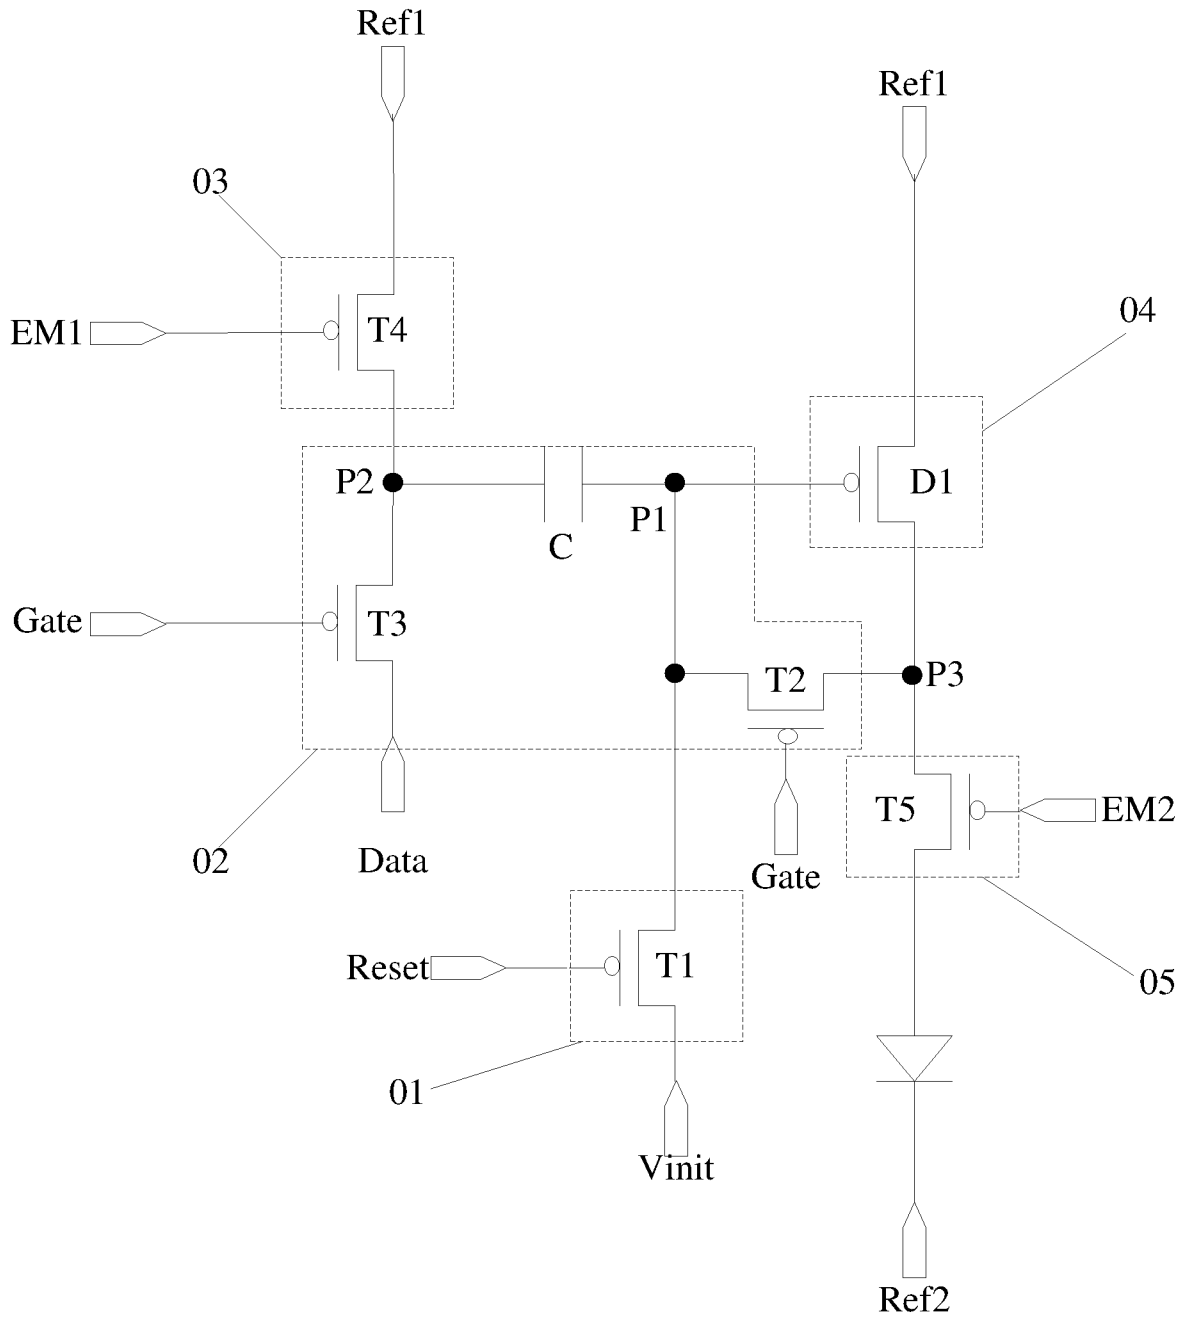 Ref1
Ref1
03
04
EM1
T4
P2
D1
P1
C
Gate
T3
T2
P3
T5
EM2
02
Data
Gate
Reset
T1
05
01
Vinit
Ref2